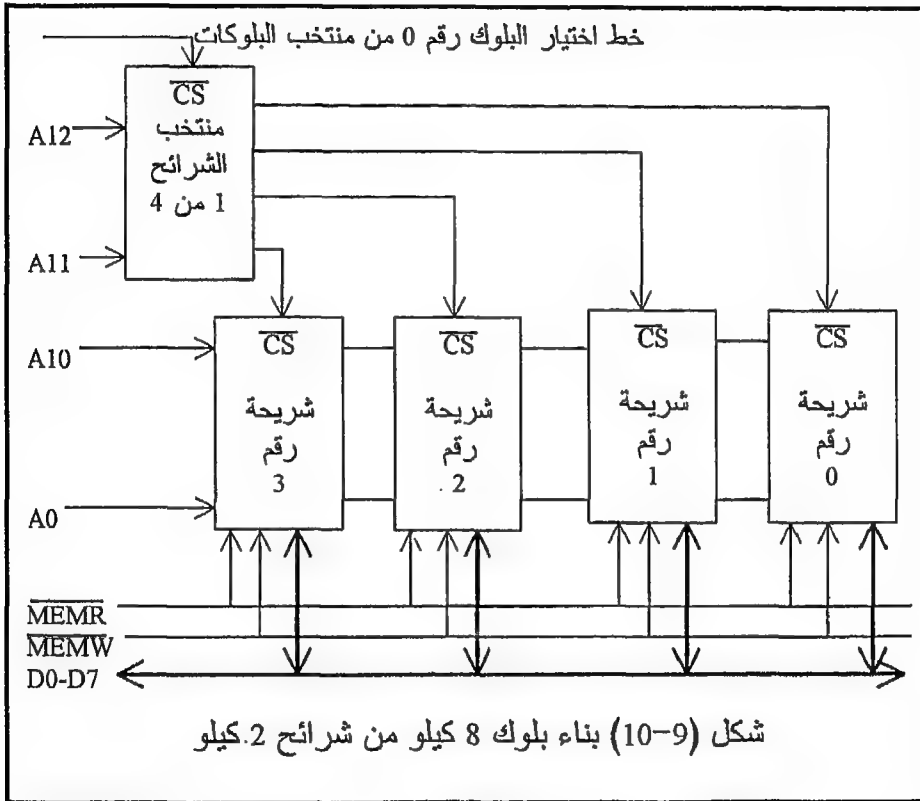 خط اختيار البلوك رقم 0 من منتخب البلوكات
CS
منتخب
الشرائح
1 من 4
A12
A11
A10
A0
CS
شريحة
رقم
3
CS
شريحة
رقم
2
CS
شريحة
رقم
1
CS
شريحة
رقم
0
MEMR
MEMW
D0-D7
شكل (9-10) بناء بلوك 8 كيلو من شرائح 2.كيلو